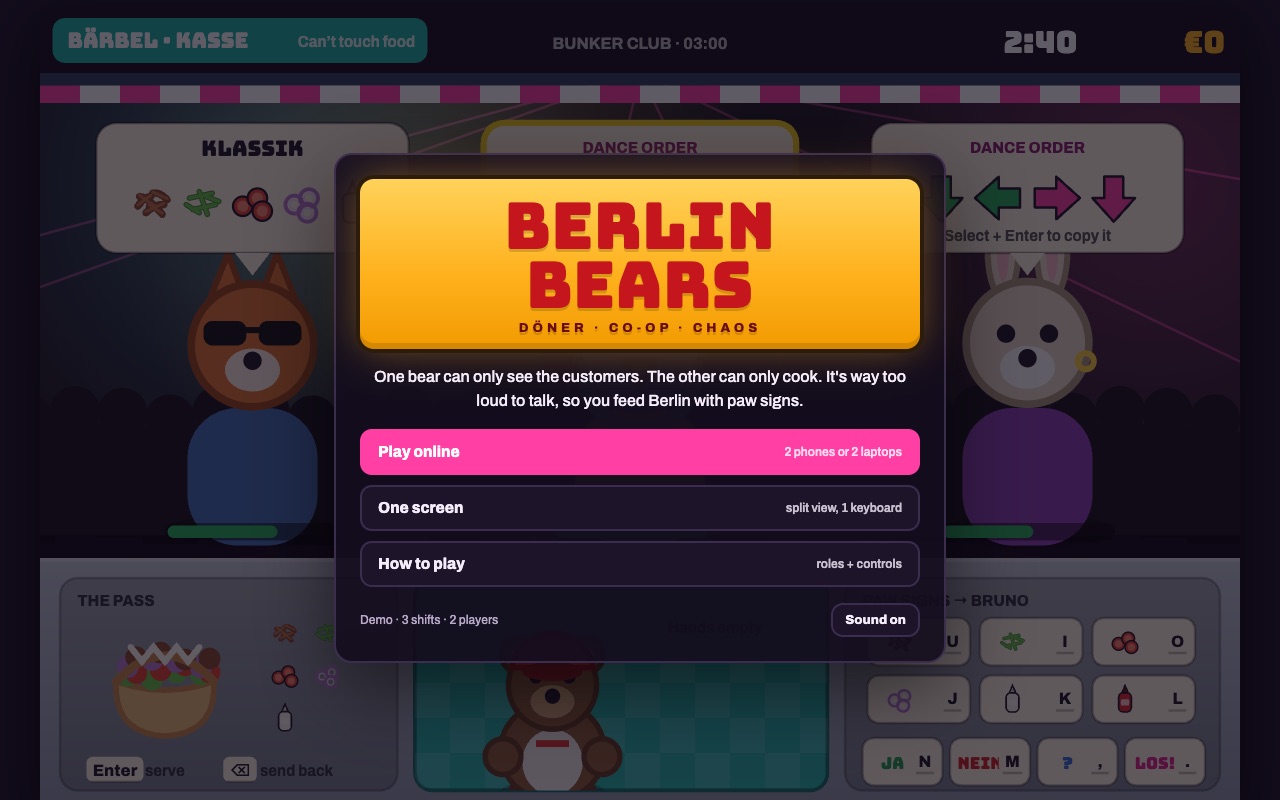 BÄRBEL · KASSE
Can't touch food
BUNKER CLUB · 03:00
2:40
€0
KLASSIK
DANCE ORDER
DANCE ORDER
Select + Enter to copy it
BERLIN
BEARS
DÖNER · CO-OP · CHAOS
One bear can only see the customers. The other can only cook. It's way too
loud to talk, so you feed Berlin with paw signs.
Play online
2 phones or 2 laptops
One screen
split view, 1 keyboard
How to play
roles + controls
Demo · 3 shifts · 2 players
Sound on
THE PASS
Enter serve
⌫ send back
→ BRUNO
U
I
O
J
K
L
JA N
NEIN M
? ,
LOS! .